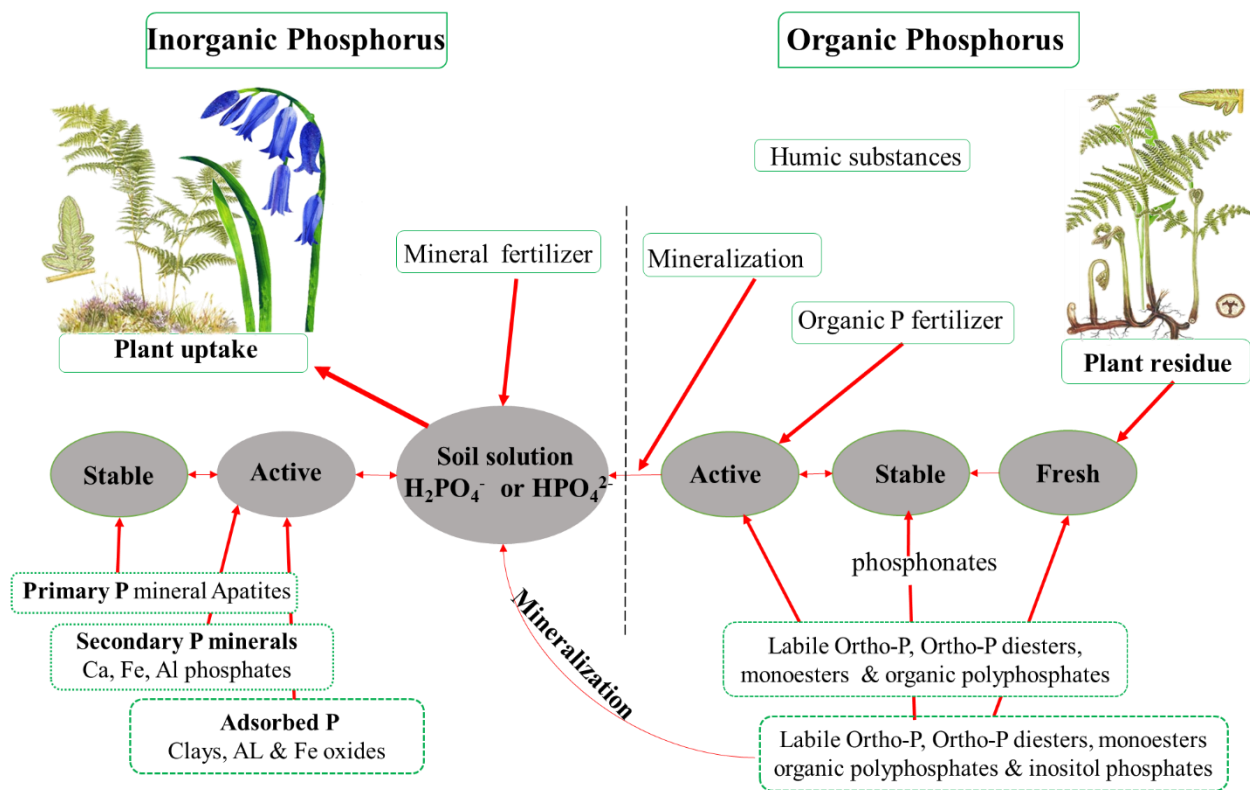 Inorganic Phosphorus
Organic Phosphorus
Humic substances
Mineral fertilizer
Mineralization
Organic P fertilizer
Plant uptake
Plant residue
Stable
Active
Soil solution
H₂PO₄⁻ or HPO₄²⁻
Active
Stable
Fresh
phosphonates
Primary P mineral Apatites
Secondary P minerals
Ca, Fe, Al phosphates
Adsorbed P
Clays, AL & Fe oxides
Mineralization
Labile Ortho-P, Ortho-P diesters,
monoesters & organic polyphosphates
Labile Ortho-P, Ortho-P diesters, monoesters
organic polyphosphates & inositol phosphates